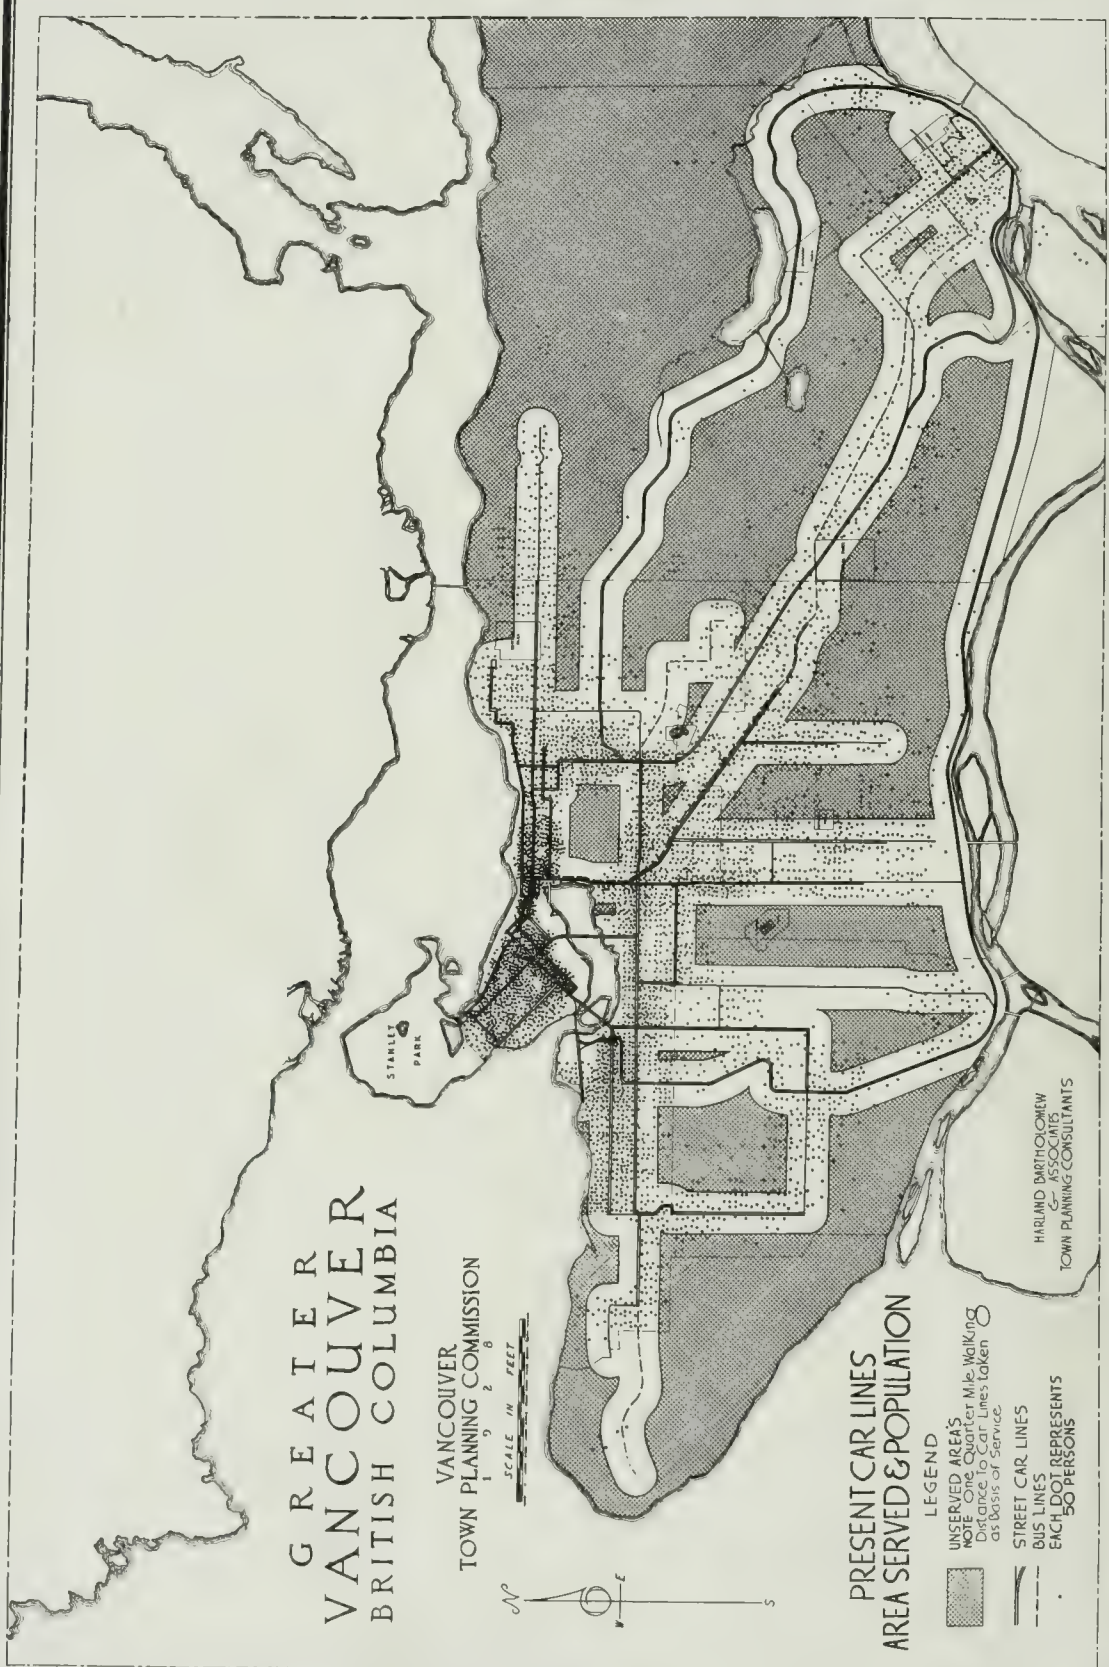 GREATER
VANCOUVER
BRITISH COLUMBIA
VANCOUVER
TOWN PLANNING COMMISSION
1 9 2 8
SCALE IN FEET
N
W E
S
STANLEY
PARK
PRESENT CAR LINES
AREA SERVED & POPULATION
LEGEND
UNSERVED AREA'S
NOTE One Quarter Mile Walking
Distance To Car Lines taken
as Basis of Service
STREET CAR LINES
BUS LINES
EACH DOT REPRESENTS
50 PERSONS
HARLAND BARTHOLOMEW
& ASSOCIATES
TOWN PLANNING CONSULTANTS